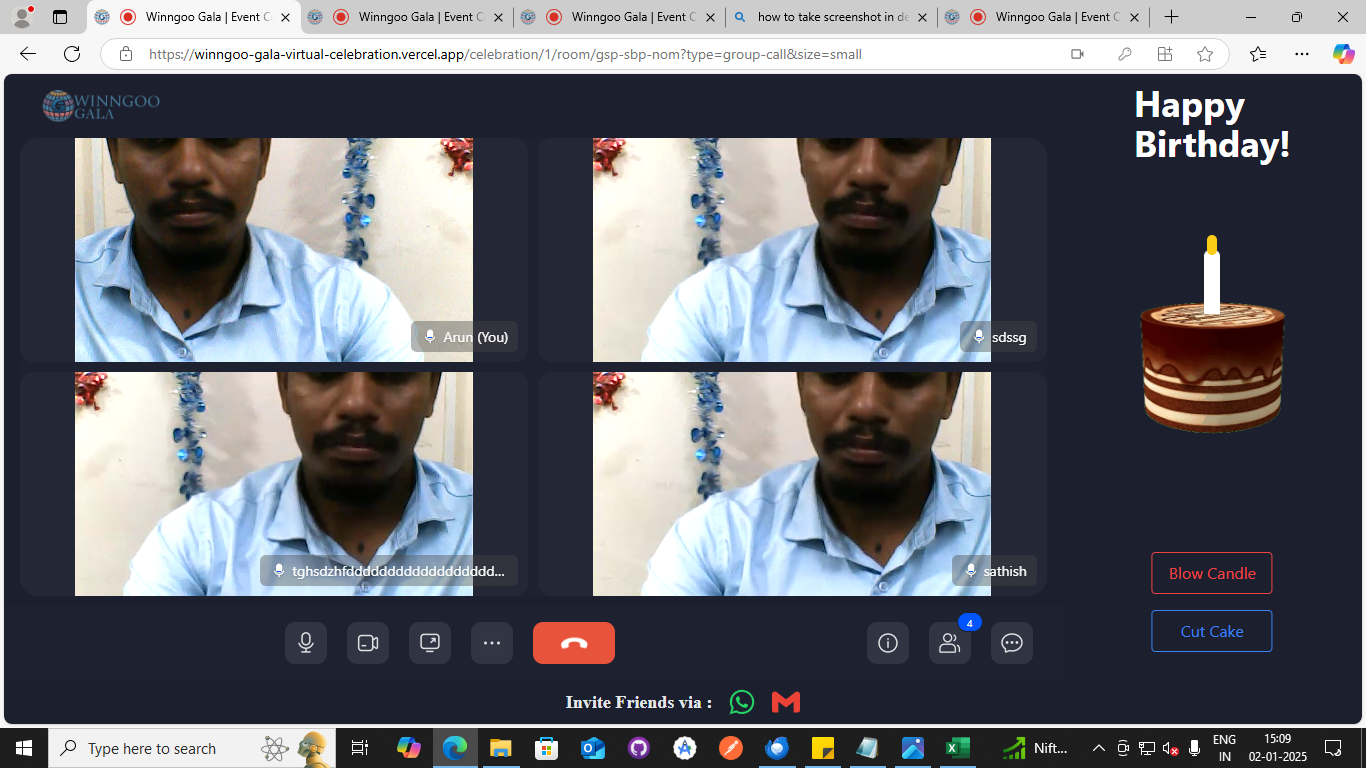 Winngoo Gala | Event C
Winngoo Gala | Event C
Winngoo Gala | Event C
how to take screenshot in de
Winngoo Gala | Event C
https://winngoo-gala-virtual-celebration.vercel.app/celebration/1/room/gsp-sbp-nom?type=group-call&size=small
WINNGOO
GALA
Happy
Birthday!
Arun (You)
sdssg
tghsdzhfdddddddddddddddddd...
sathish
Blow Candle
Cut Cake
4
Invite Friends via :
Type here to search
Nift...
ENG
IN
15:09
02-01-2025